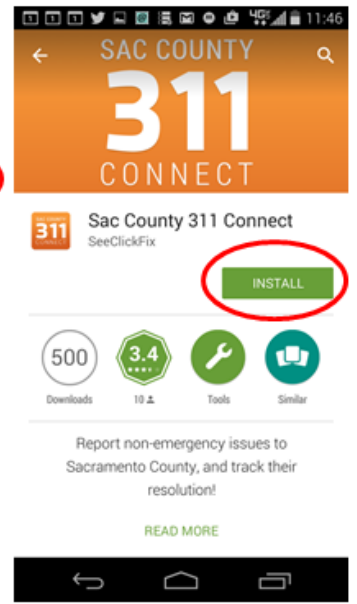 4G 11:46
SAC COUNTY
311
CONNECT
311
CONNECT
Sac County 311 Connect
SeeClickFix
INSTALL
500
3.4
Downloads
10
Tools
Similar
Report non-emergency issues to
Sacramento County, and track their
resolution!
READ MORE